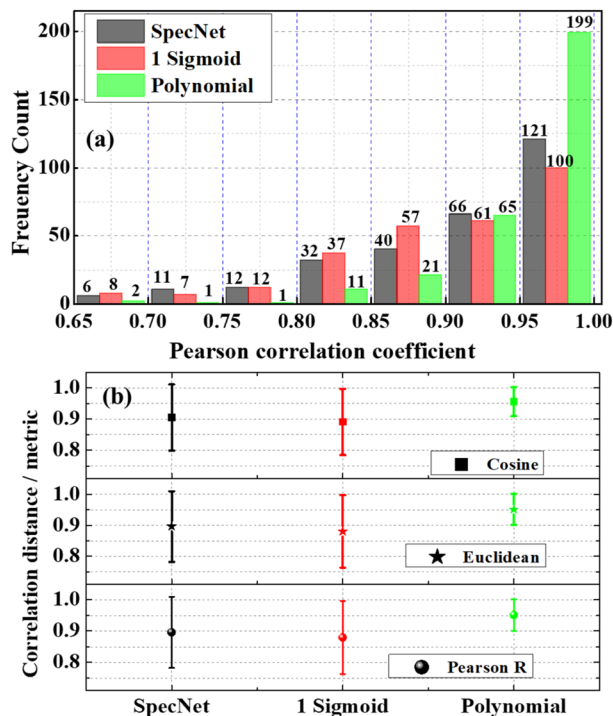 200
150
100
50
0
Freuency Count
SpecNet
1 Sigmoid
Polynomial
(a)
6 8 2
11 7 1
12 12 1
32 37 11
40 57 21
66 61 65
121 100 199
0.65 0.70 0.75 0.80 0.85 0.90 0.95 1.00
Pearson correlation coefficient
Correlation distance / metric
(b)
1.0
0.9
0.8
Cosine
1.0
0.9
0.8
Euclidean
1.0
0.9
0.8
Pearson R
SpecNet 1 Sigmoid Polynomial